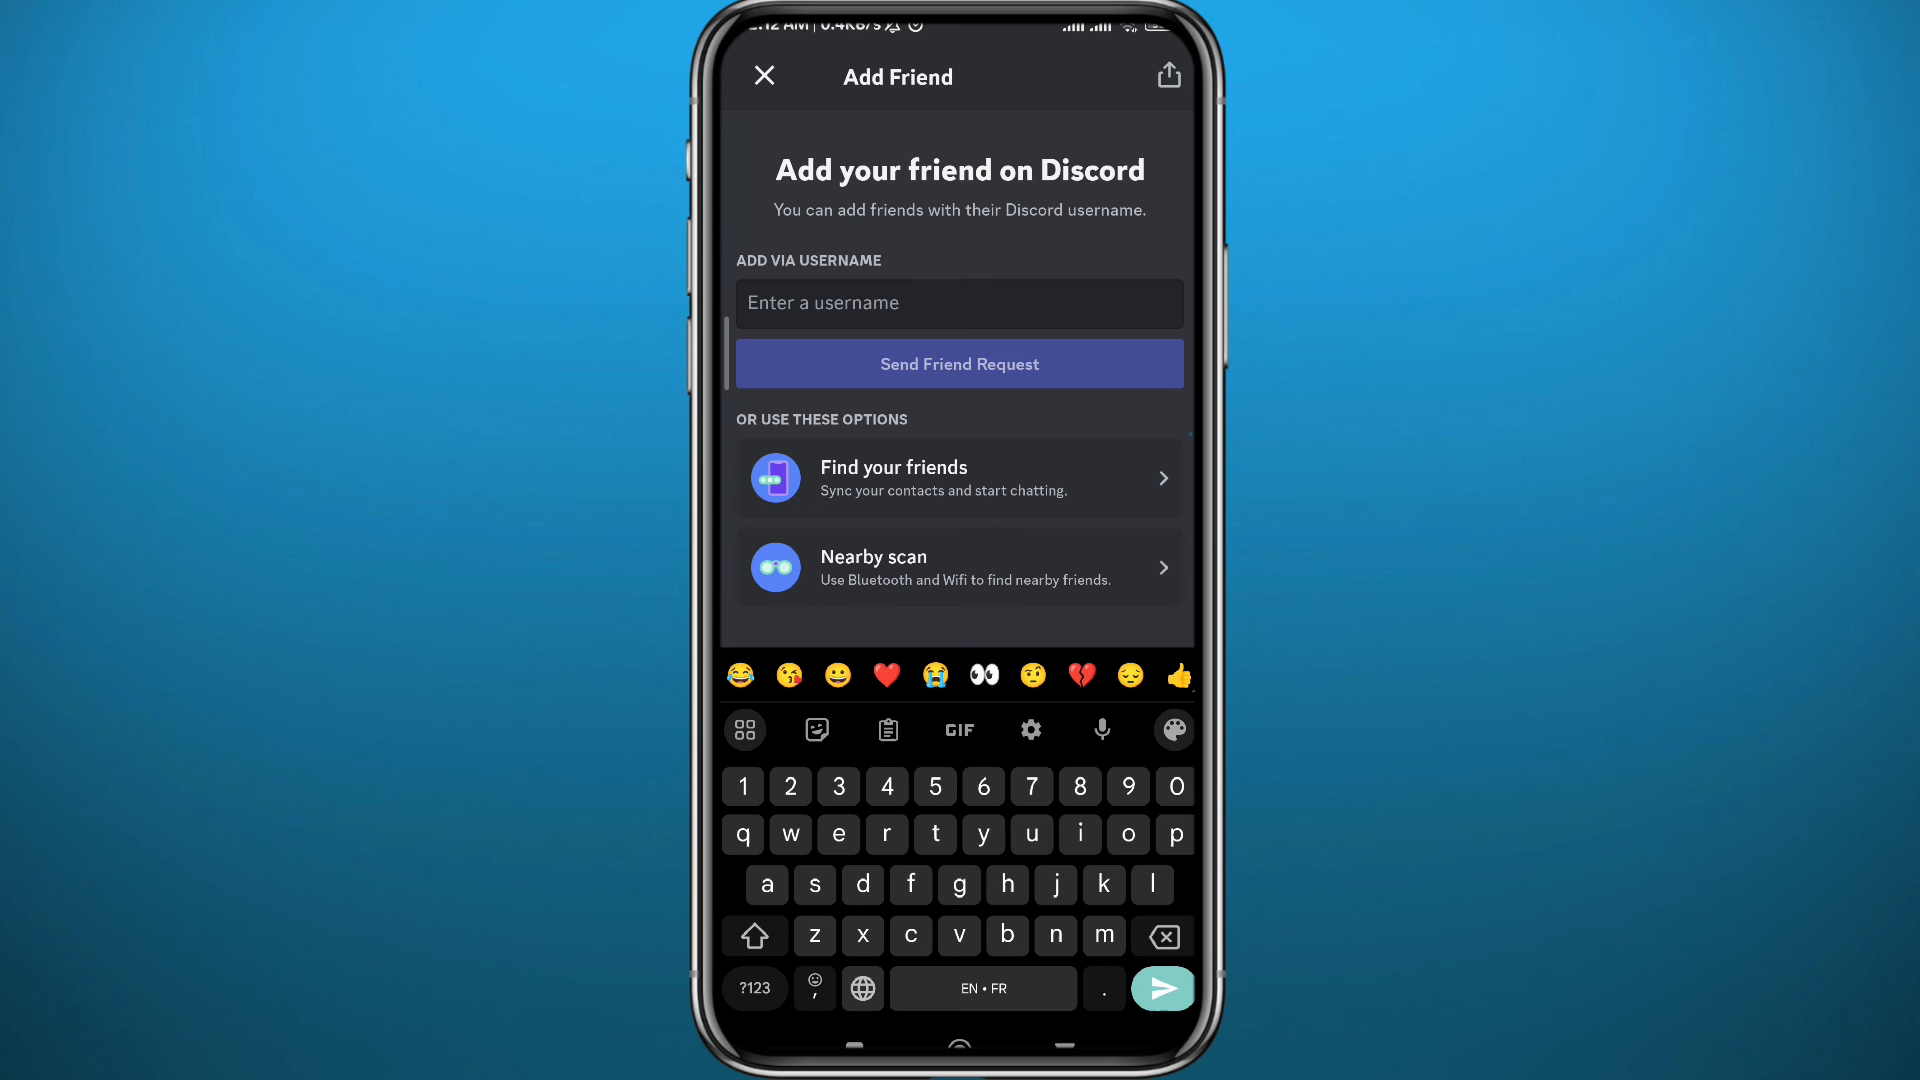 Add Friend
Add your friend on Discord
You can add friends with their Discord username.
ADD VIA USERNAME
Enter a username
Send Friend Request
OR USE THESE OPTIONS
Find your friends
Sync your contacts and start chatting.
Nearby scan
Use Bluetooth and Wifi to find nearby friends.
GIF
1 2 3 4 5 6 7 8 9 0
q w e r t y u i o p
a s d f g h j k l
z x c v b n m
?123 , EN • FR .